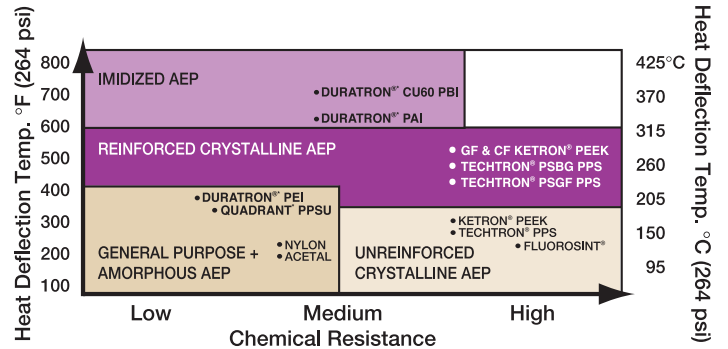 Heat Deflection Temp. °F (264 psi)
800
700
600
500
400
300
200
100
IMIDIZED AEP
•DURATRON®* CU60 PBI
•DURATRON®* PAI
REINFORCED CRYSTALLINE AEP
• GF & CF KETRON® PEEK
• TECHTRON® PSBG PPS
• TECHTRON® PSGF PPS
•DURATRON®* PEI
• QUADRANT* PPSU
•NYLON
•ACETAL
GENERAL PURPOSE +
AMORPHOUS AEP
•KETRON® PEEK
•TECHTRON® PPS
•FLUOROSINT®
UNREINFORCED
CRYSTALLINE AEP
425°C
370
315
260
205
150
95
Heat Deflection Temp. °C (264 psi)
Low
Medium
High
Chemical Resistance